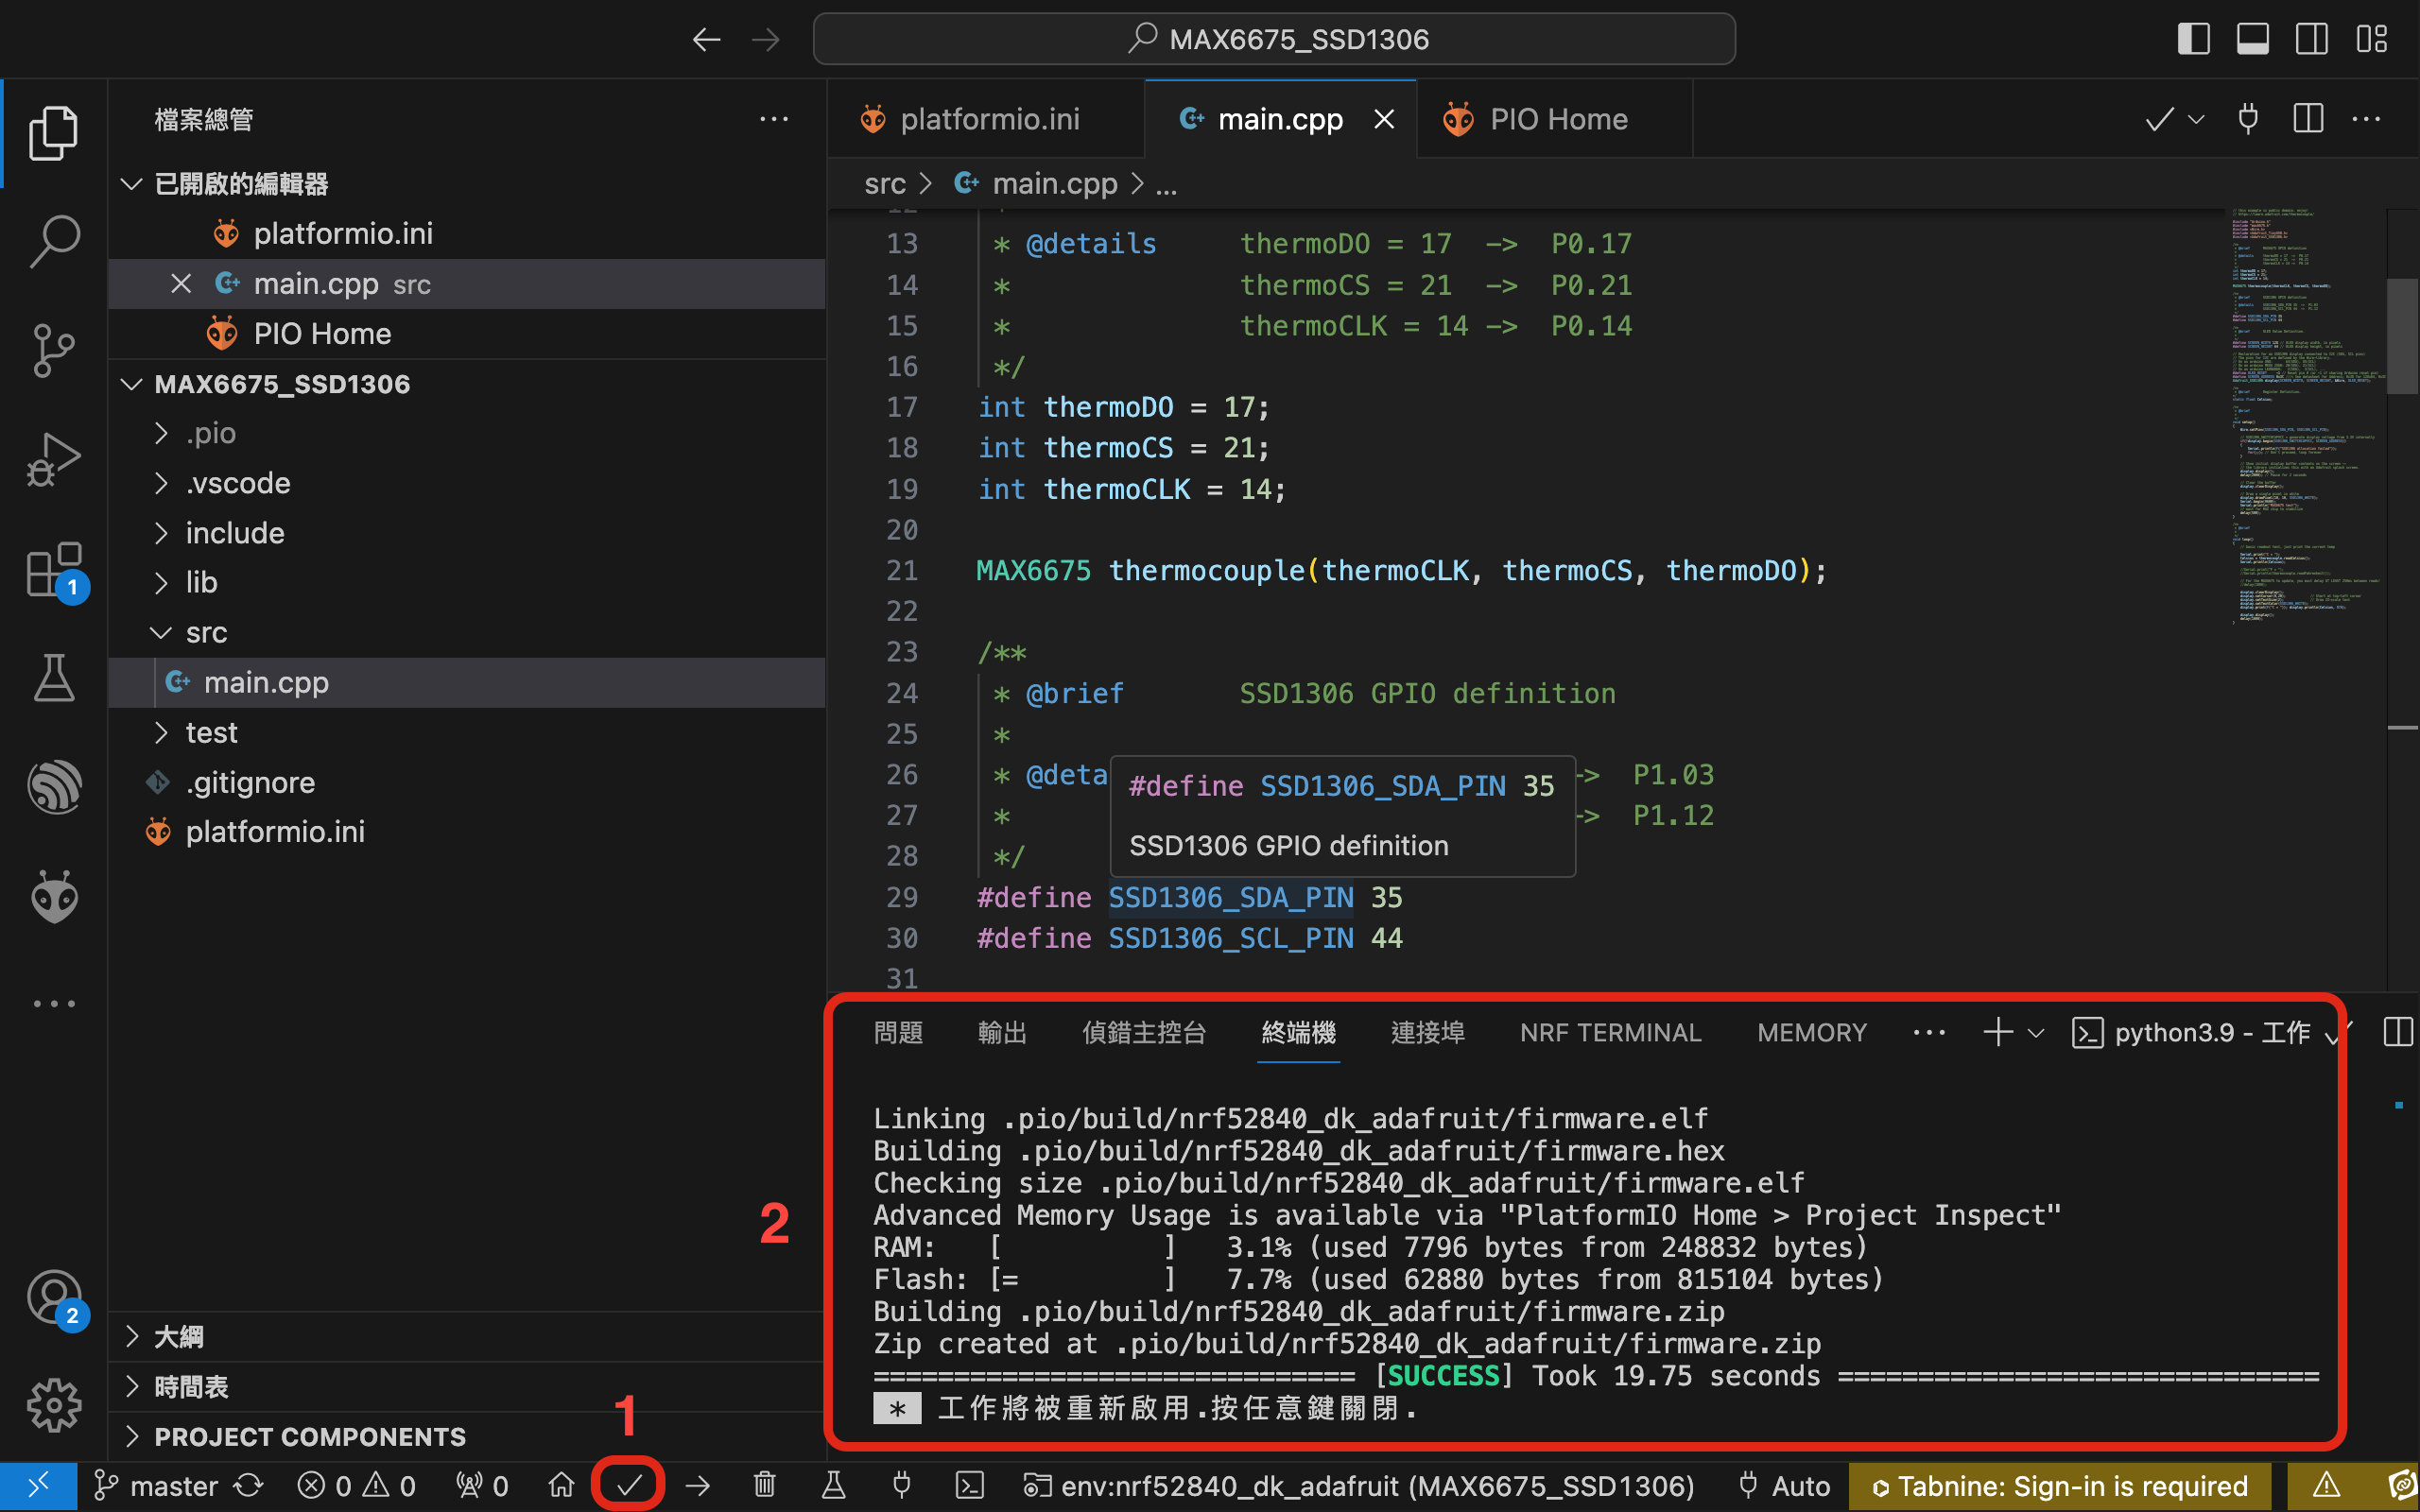 MAX6675_SSD1306
檔案總管
已開啟的編輯器
platformio.ini
main.cpp src
PIO Home
MAX6675_SSD1306
.pio
.vscode
include
lib
src
main.cpp
test
.gitignore
platformio.ini
大綱
時間表
PROJECT COMPONENTS
1
2
platformio.ini
main.cpp
PIO Home
src > main.cpp > ...
13 * @details thermoDO = 17 -> P0.17
14 * thermoCS = 21 -> P0.21
15 * thermoCLK = 14 -> P0.14
16 */
17 int thermoDO = 17;
18 int thermoCS = 21;
19 int thermoCLK = 14;
20
21 MAX6675 thermocouple(thermoCLK, thermoCS, thermoDO);
22
23 /**
24 * @brief SSD1306 GPIO definition
25 *
26 * @deta -> P1.03
27 * -> P1.12
28 */
#define SSD1306_SDA_PIN 35
SSD1306 GPIO definition
29 #define SSD1306_SDA_PIN 35
30 #define SSD1306_SCL_PIN 44
31
問題 輸出 偵錯主控台 終端機 連接埠 NRF TERMINAL MEMORY ... python3.9 - 工作
Linking .pio/build/nrf52840_dk_adafruit/firmware.elf
Building .pio/build/nrf52840_dk_adafruit/firmware.hex
Checking size .pio/build/nrf52840_dk_adafruit/firmware.elf
Advanced Memory Usage is available via "PlatformIO Home > Project Inspect"
RAM: [ ] 3.1% (used 7796 bytes from 248832 bytes)
Flash: [= ] 7.7% (used 62880 bytes from 815104 bytes)
Building .pio/build/nrf52840_dk_adafruit/firmware.zip
Zip created at .pio/build/nrf52840_dk_adafruit/firmware.zip
============================== [SUCCESS] Took 19.75 seconds ==============================
* 工作將被重新啟用.按任意鍵關閉.
2
1
master 0 0 0 env:nrf52840_dk_adafruit (MAX6675_SSD1306) Auto Tabnine: Sign-in is required